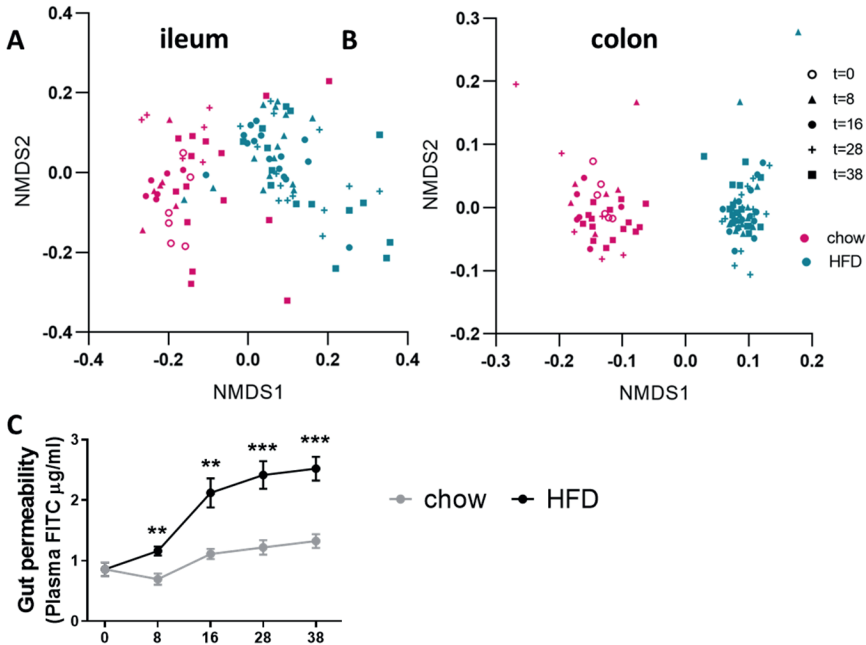 A
ileum
B
colon
0.4
0.2
0.0
-0.2
-0.4
NMDS2
-0.4
-0.2
0.0
0.2
0.4
NMDS1
0.3
0.2
0.1
0.0
-0.1
-0.2
NMDS2
-0.3
-0.2
-0.1
0.0
0.1
0.2
NMDS1
t=0
t=8
t=16
t=28
t=38
chow
HFD
C
Gut permeability
(Plasma FITC µg/ml)
3
2
1
0
**
**
***
***
0
8
16
28
38
chow
HFD